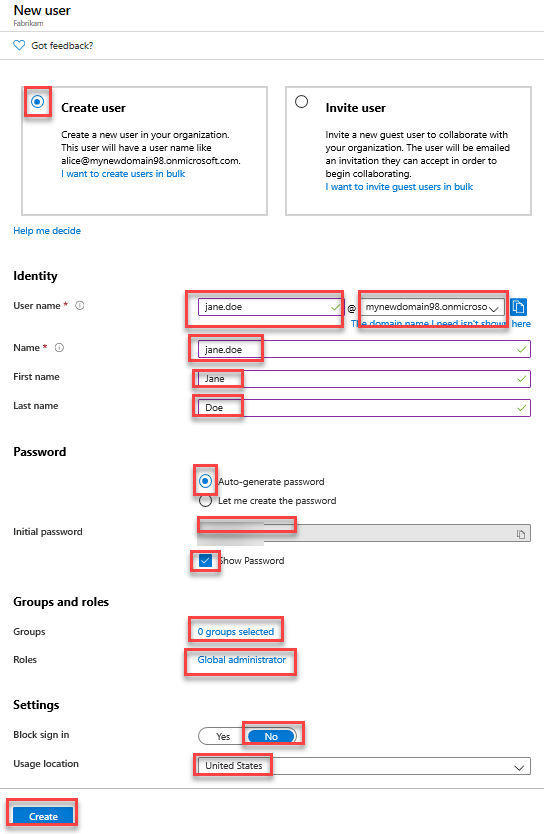 New user
Fabrikam
Got feedback?
Create user
Create a new user in your organization.
This user will have a user name like
alice@mynewdomain98.onmicrosoft.com.
I want to create users in bulk
Invite user
Invite a new guest user to collaborate with
your organization. The user will be emailed
an invitation they can accept in order to
begin collaborating.
I want to invite guest users in bulk
Help me decide
Identity
User name * jane.doe @ mynewdomain98.onmicroso
The domain name I need isn't shown here
Name * jane.doe
First name Jane
Last name Doe
Password
Auto-generate password
Let me create the password
Initial password
Show Password
Groups and roles
Groups 0 groups selected
Roles Global administrator
Settings
Block sign in Yes No
Usage location United States
Create